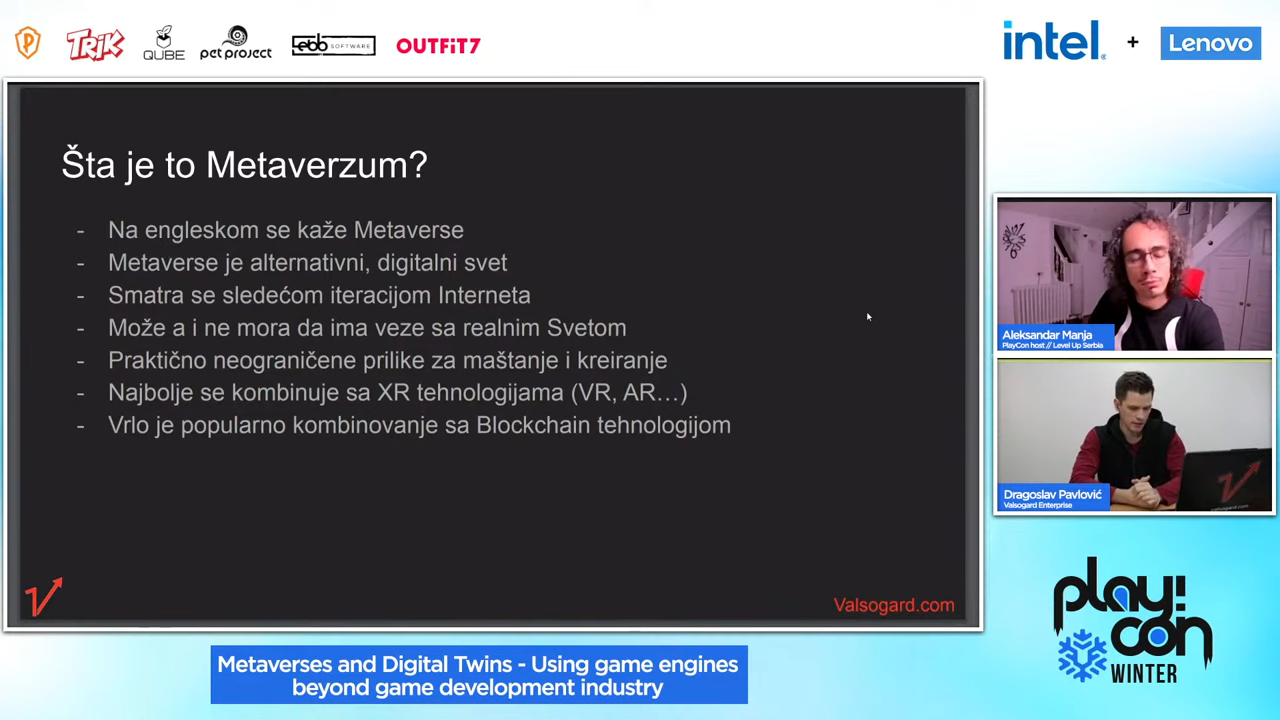 TRiK
QUBE
pet project
Lebb SOFTWARE
OUTFiT7
intel.
+
Lenovo
Šta je to Metaverzum?
- Na engleskom se kaže Metaverse
- Metaverse je alternativni, digitalni svet
- Smatra se sledećom iteracijom Interneta
- Može a i ne mora da ima veze sa realnim Svetom
- Praktično neograničene prilike za maštanje i kreiranje
- Najbolje se kombinuje sa XR tehnologijama (VR, AR…)
- Vrlo je popularno kombinovanje sa Blockchain tehnologijom
Valsogard.com
Aleksandar Manja
PlayCon host // Level Up Serbia
Dragoslav Pavlović
Valsogard Enterprise
valsogard.com
Metaverses and Digital Twins - Using game engines
beyond game development industry
play!
con
WINTER